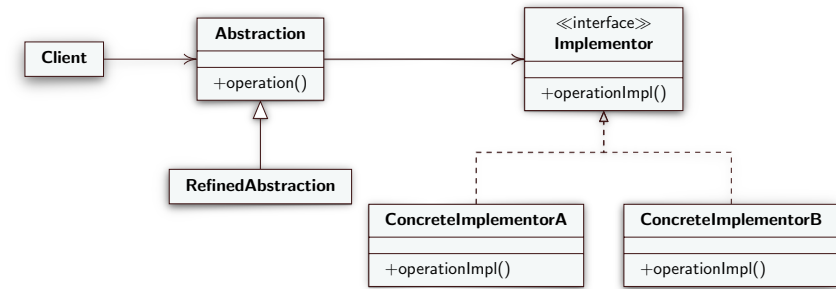 Client
Abstraction
+operation()
≪interface≫
Implementor
+operationImpl()
RefinedAbstraction
ConcreteImplementorA
+operationImpl()
ConcreteImplementorB
+operationImpl()